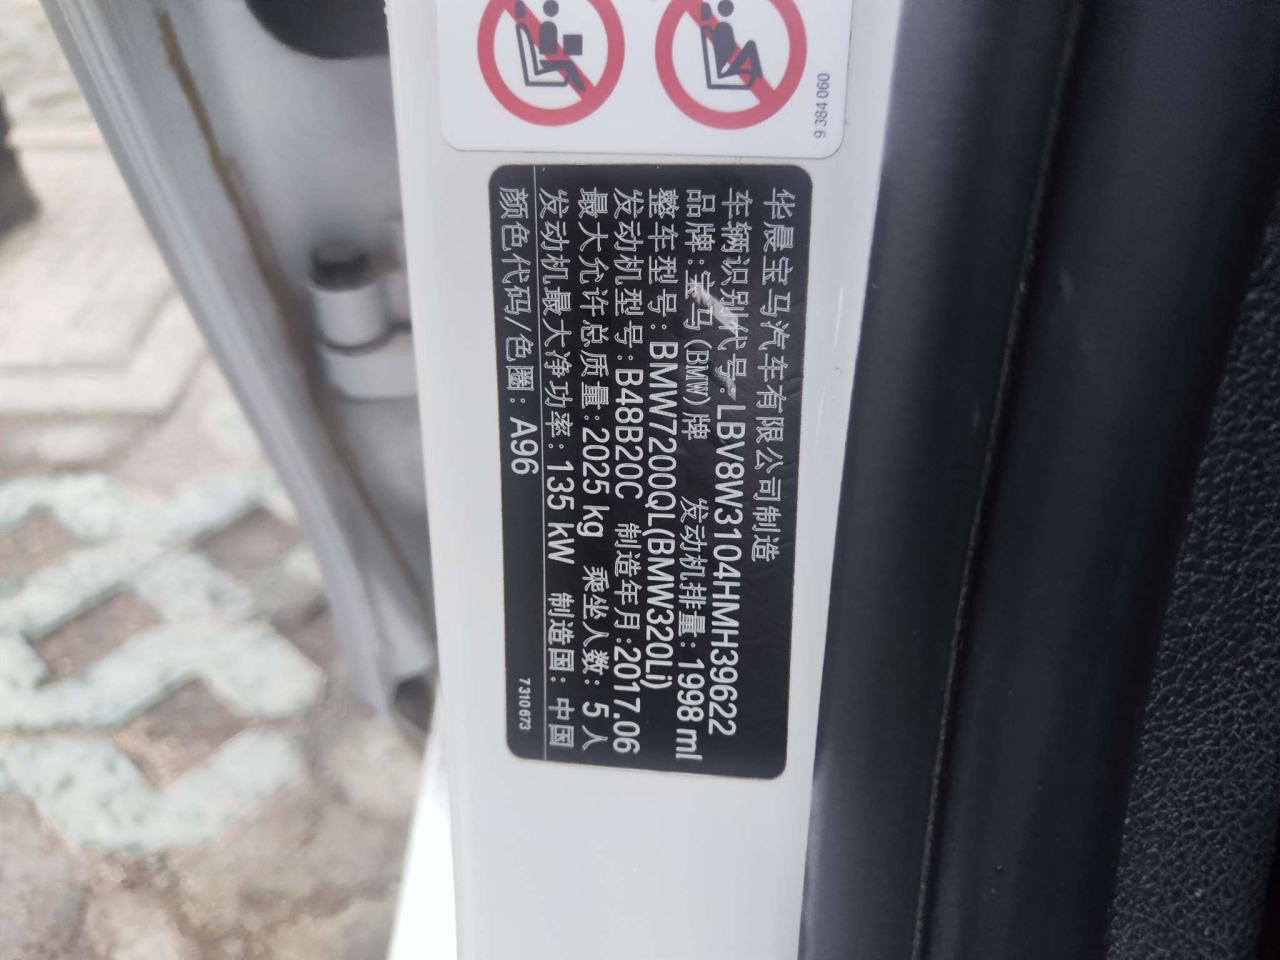 9 384 060
华晨宝马汽车有限公司制造
车辆识别代号:LBV8W3104HMH39622
品牌:宝马(BMW)牌 发动机排量:1998 ml
整车型号:BMW7200QL(BMW320Li)
发动机型号:B48B20C 制造年月:2017.06
最大允许总质量:2025 kg 乘坐人数: 5 人
发动机最大净功率:135 kW 制造国:中国
颜色代码/色圈:A96
7 310 673